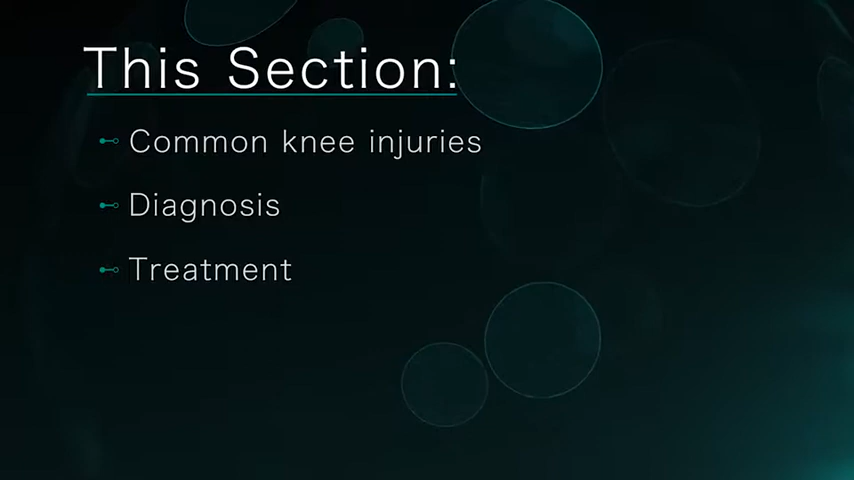 This Section:
Common knee injuries
Diagnosis
Treatment